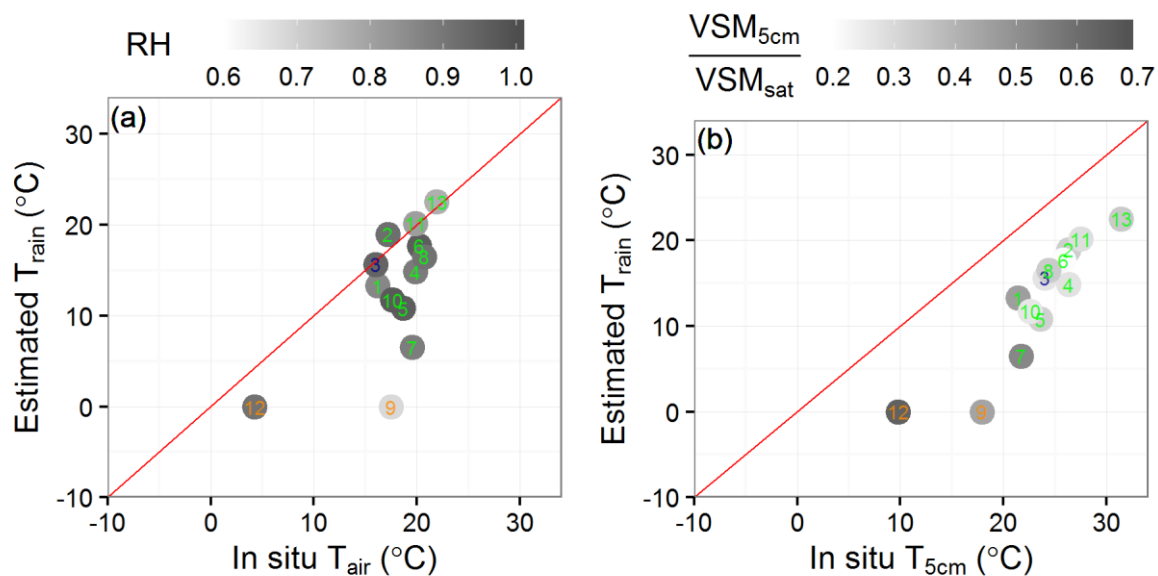 RH
0.6 0.7 0.8 0.9 1.0
VSM5cm
VSMsat
0.2 0.3 0.4 0.5 0.6 0.7
(a)
Estimated Train (°C)
30
20
10
0
-10
13
11
2
6
8
3
4
1
10
5
7
12
9
-10 0 10 20 30
In situ Tair (°C)
(b)
Estimated Train (°C)
30
20
10
0
-10
13
11
2
6
8
3
4
1
10
5
7
12
9
-10 0 10 20 30
In situ T5cm (°C)